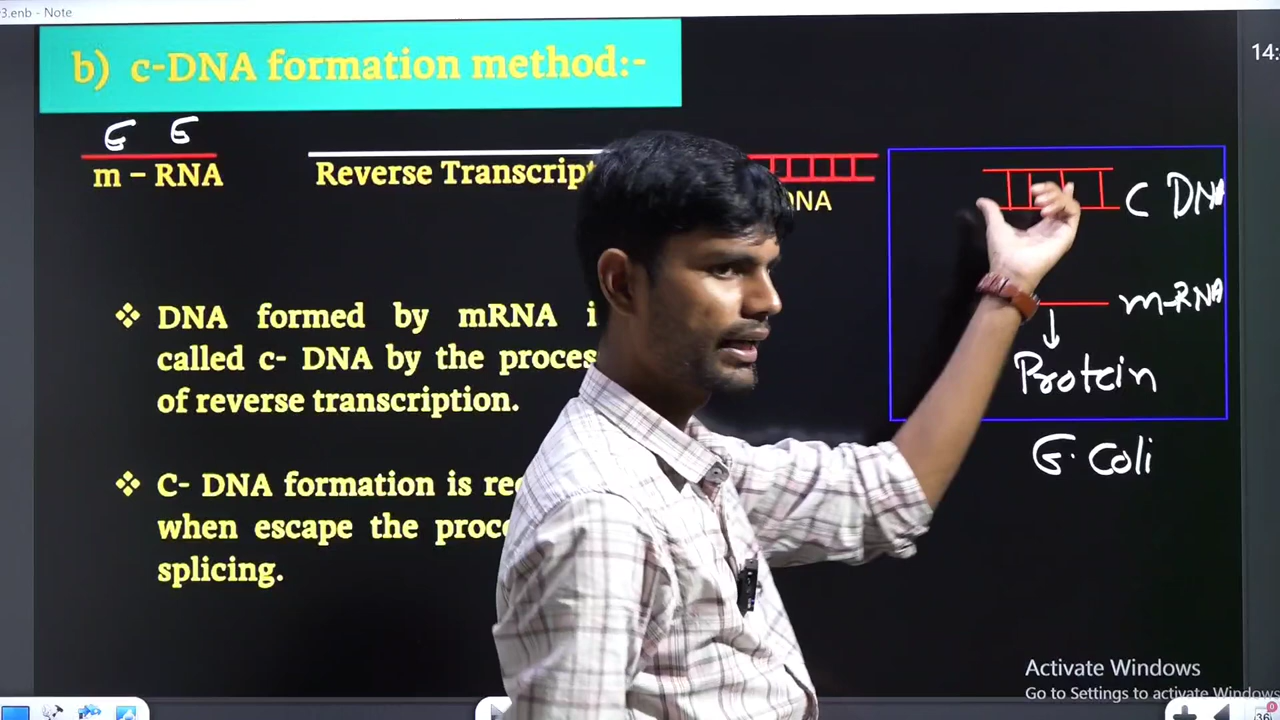 3.enb - Note
b) c-DNA formation method:-
14:
E E
m - RNA
Reverse Transcript
DNA
C DNA
m-RNA
Protein
E. Coli
❖ DNA formed by mRNA i
called c- DNA by the proces
of reverse transcription.
❖ C- DNA formation is re
when escape the proc
splicing.
Activate Windows
Go to Settings to activate Windows